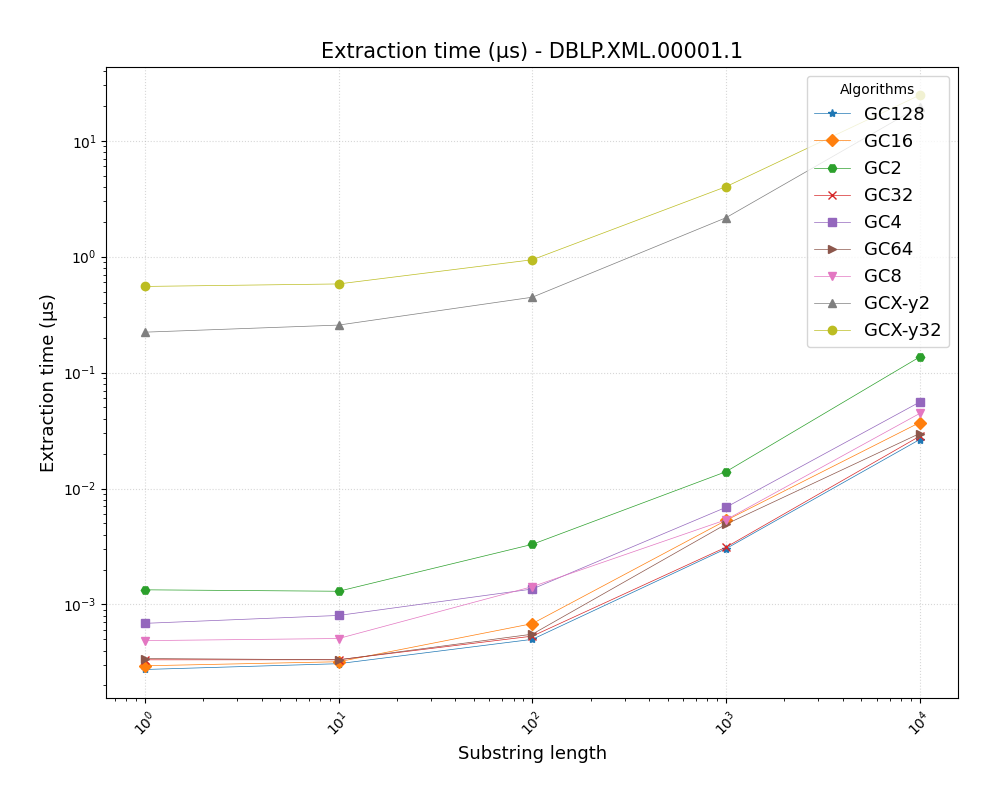 Extraction time (µs) - DBLP.XML.00001.1
Algorithms
GC128
GC16
GC2
GC32
GC4
GC64
GC8
GCX-y2
GCX-y32
Extraction time (µs)
10¹
10⁰
10⁻¹
10⁻²
10⁻³
10⁰
10¹
10²
10³
10⁴
Substring length